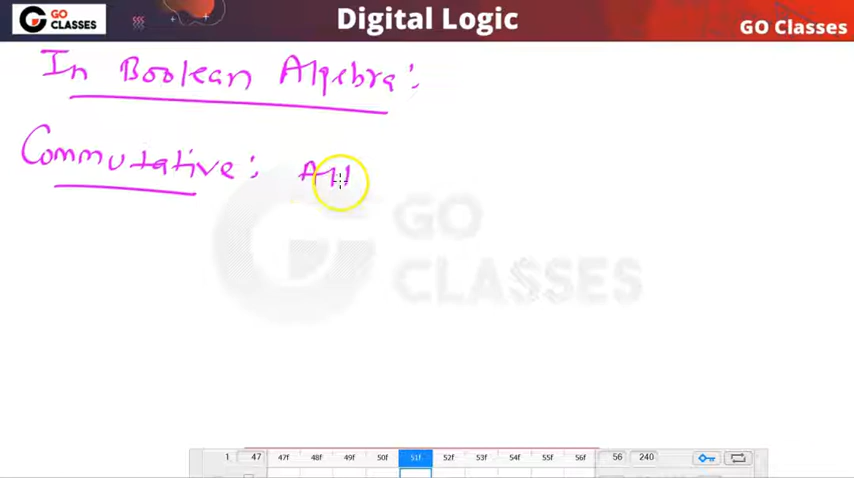 GO CLASSES
Digital Logic
GO Classes
In Boolean Algebra:
Commutative: All
GO CLASSES
1 47 47f 48f 49f 50f 51f 52f 53f 54f 55f 56f 56 240